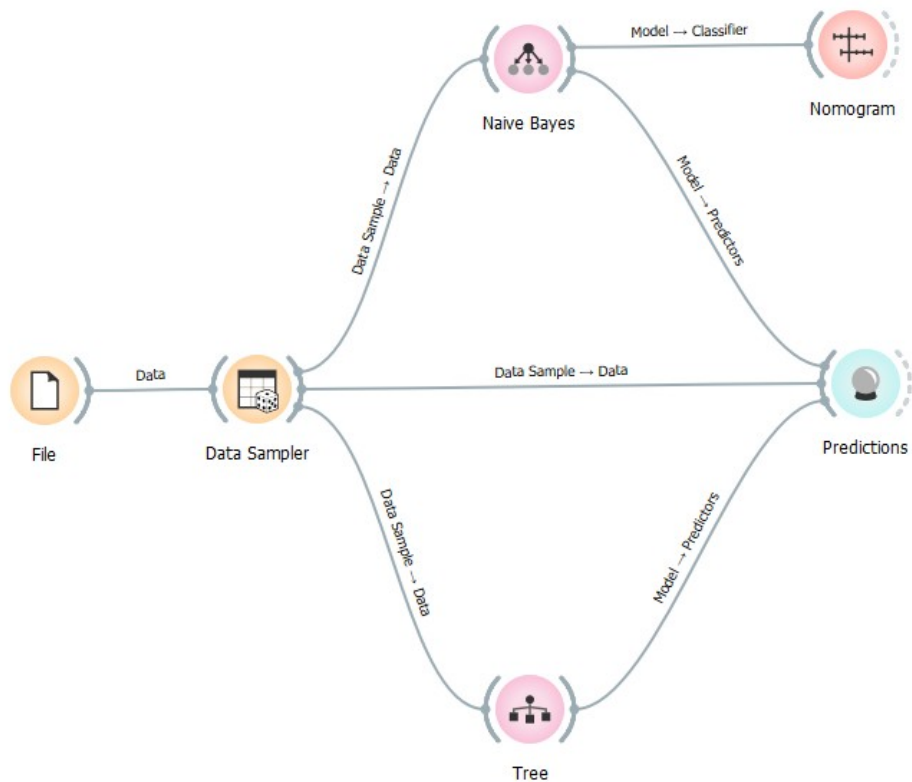 Model → Classifier
Naive Bayes
Nomogram
Data Sample → Data
Model → Predictors
Data
Data Sample → Data
File
Data Sampler
Predictions
Data Sample → Data
Model → Predictors
Tree